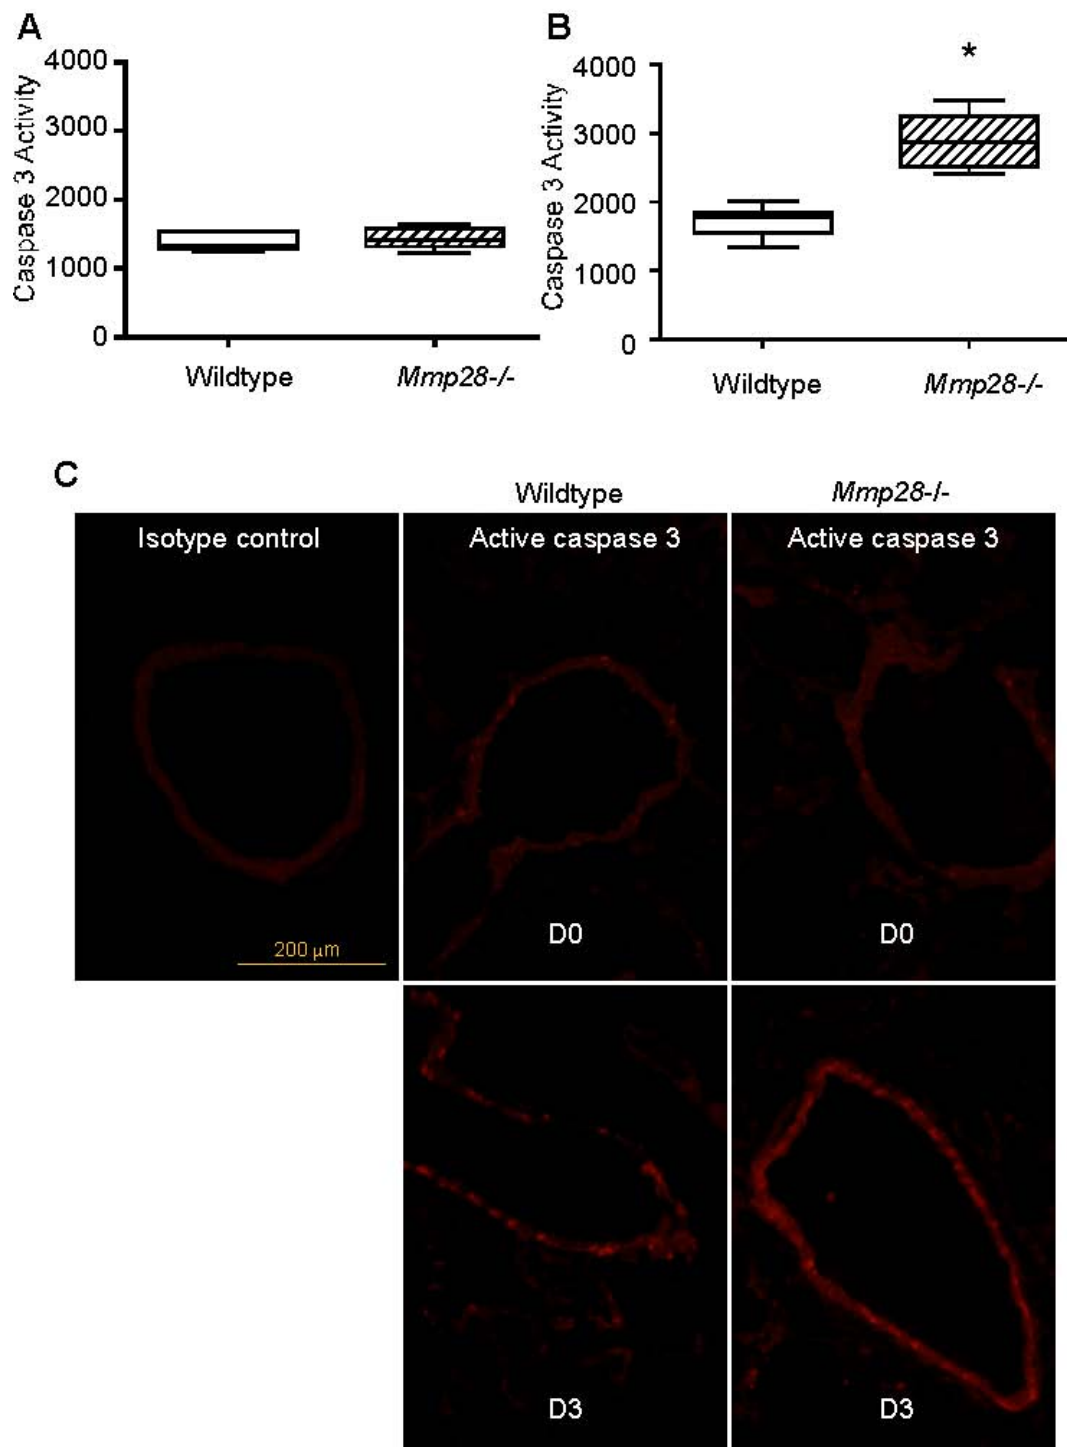 A
Caspase 3 Activity
4000
3000
2000
1000
0
Wildtype
Mmp28-/-
B
*
Caspase 3 Activity
4000
3000
2000
1000
0
Wildtype
Mmp28-/-
C
Wildtype
Mmp28-/-
Isotype control
Active caspase 3
Active caspase 3
200 µm
D0
D0
D3
D3